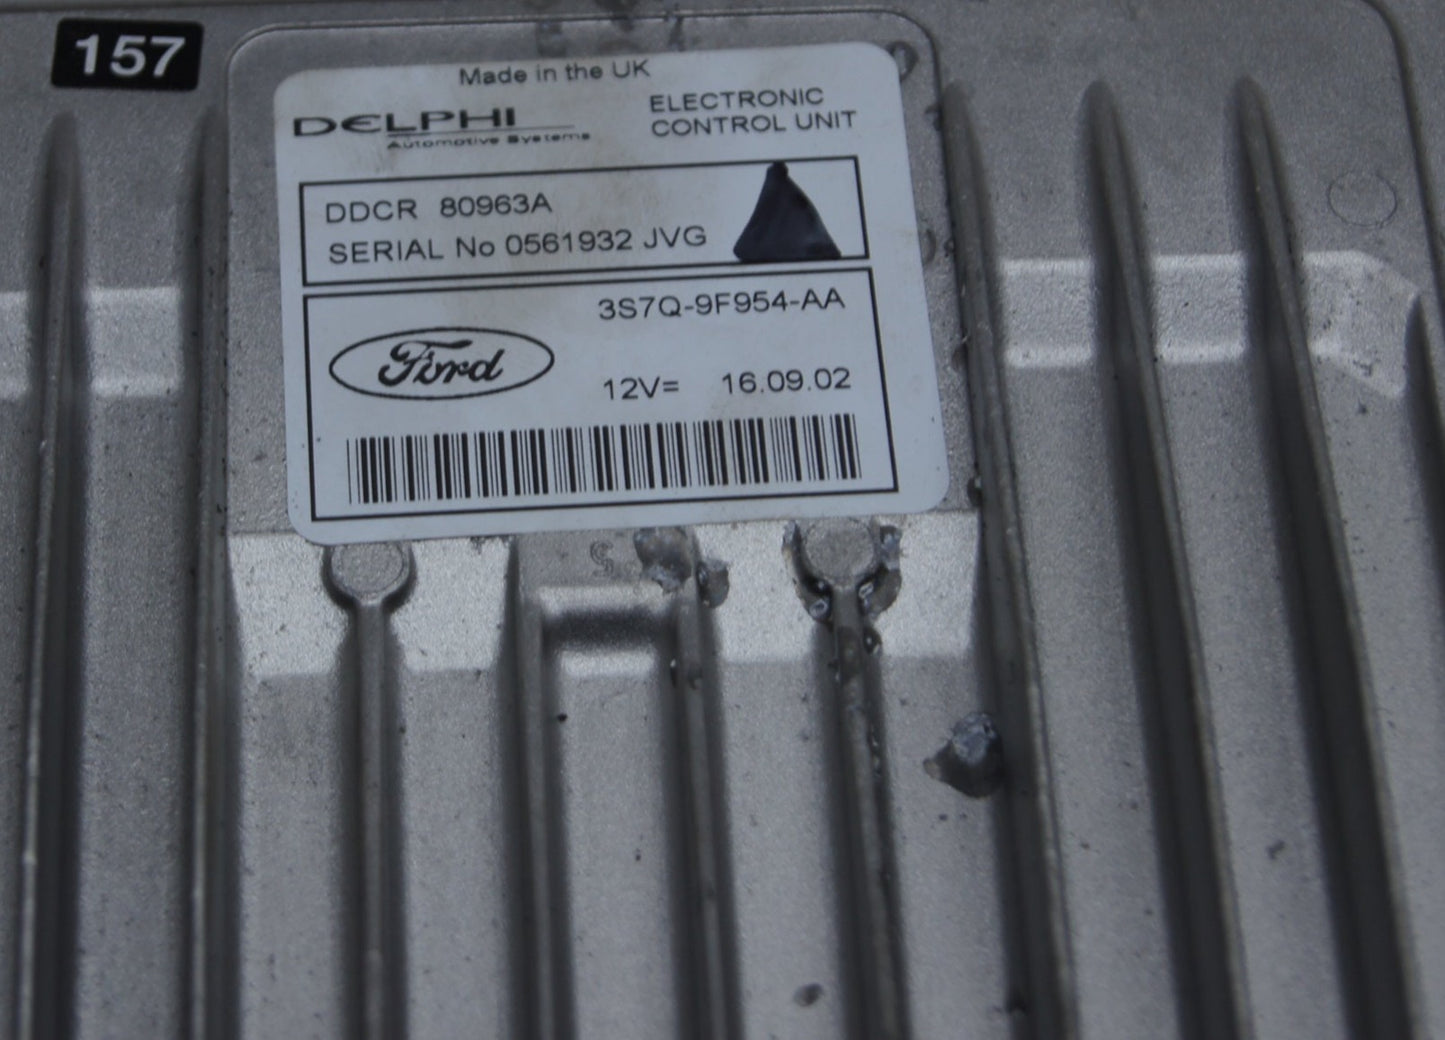 157
Made in the UK
DELPHI
Automotive Systems
ELECTRONIC
CONTROL UNIT
DDCR 80963A
SERIAL No 0561932 JVG
3S7Q-9F954-AA
Ford
12V= 16.09.02